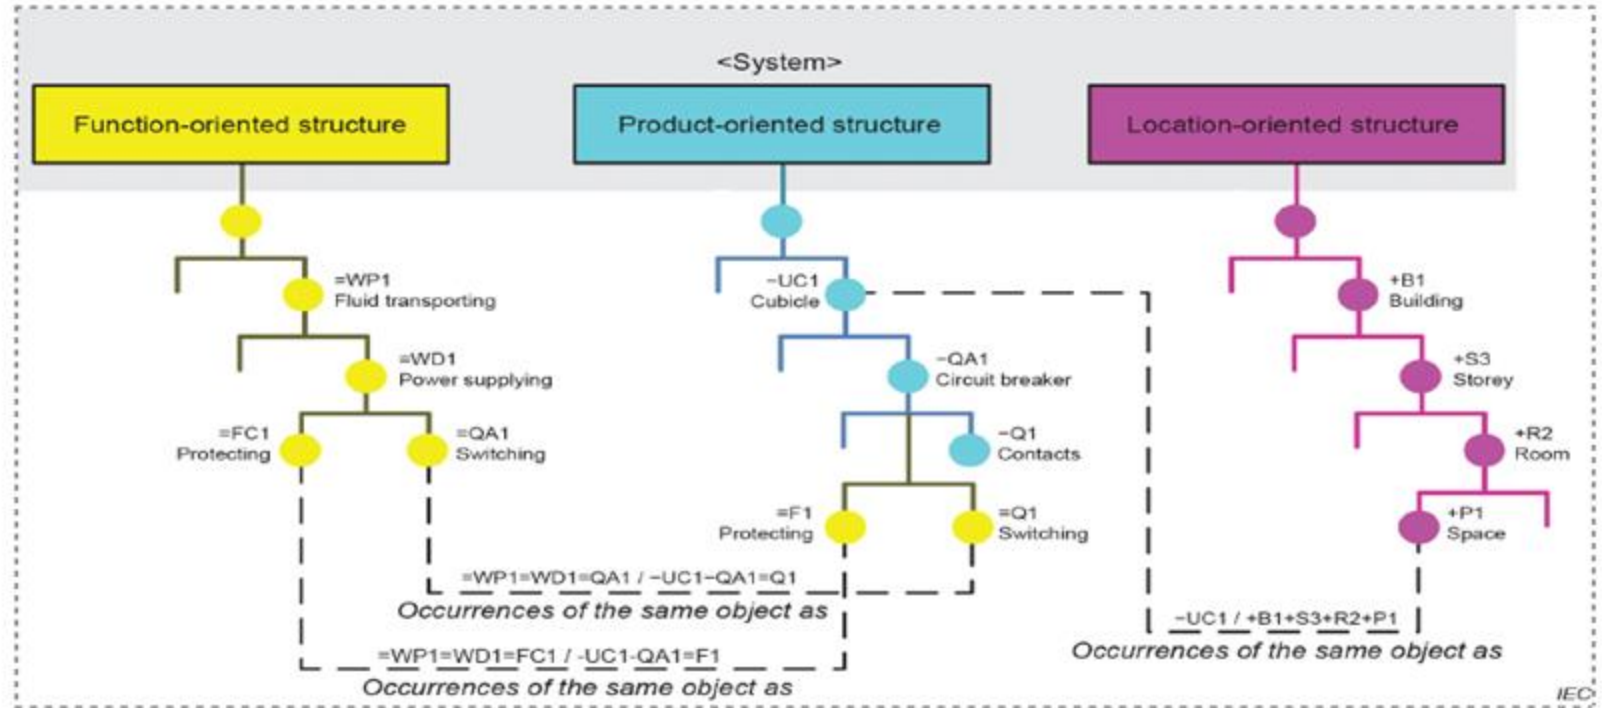 <System>
Function-oriented structure
Product-oriented structure
Location-oriented structure
=WP1
Fluid transporting
=WD1
Power supplying
=FC1
Protecting
=QA1
Switching
−UC1
Cubicle
−QA1
Circuit breaker
−Q1
Contacts
=F1
Protecting
=Q1
Switching
+B1
Building
+S3
Storey
+R2
Room
+P1
Space
=WP1=WD1=QA1 / −UC1−QA1=Q1
Occurrences of the same object as
=WP1=WD1=FC1 / -UC1-QA1=F1
Occurrences of the same object as
−UC1 / +B1+S3+R2+P1
Occurrences of the same object as
IEC